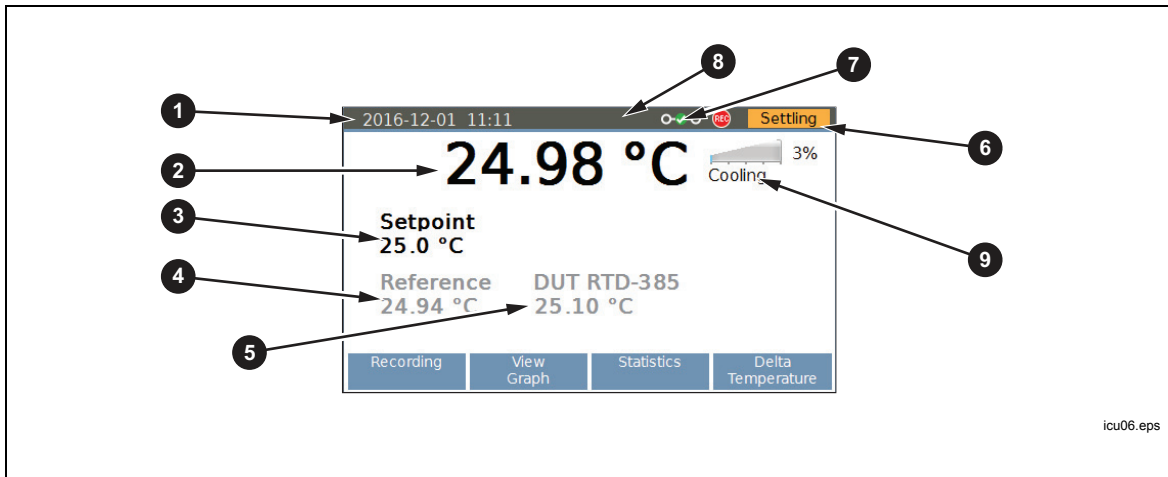 8
7
1
2016-12-01 11:11
REC
Settling
6
2
24.98 °C
3%
Cooling
3
Setpoint
25.0 °C
9
4
Reference
DUT RTD-385
24.94 °C
25.10 °C
5
Recording
View
Graph
Statistics
Delta
Temperature
icu06.eps